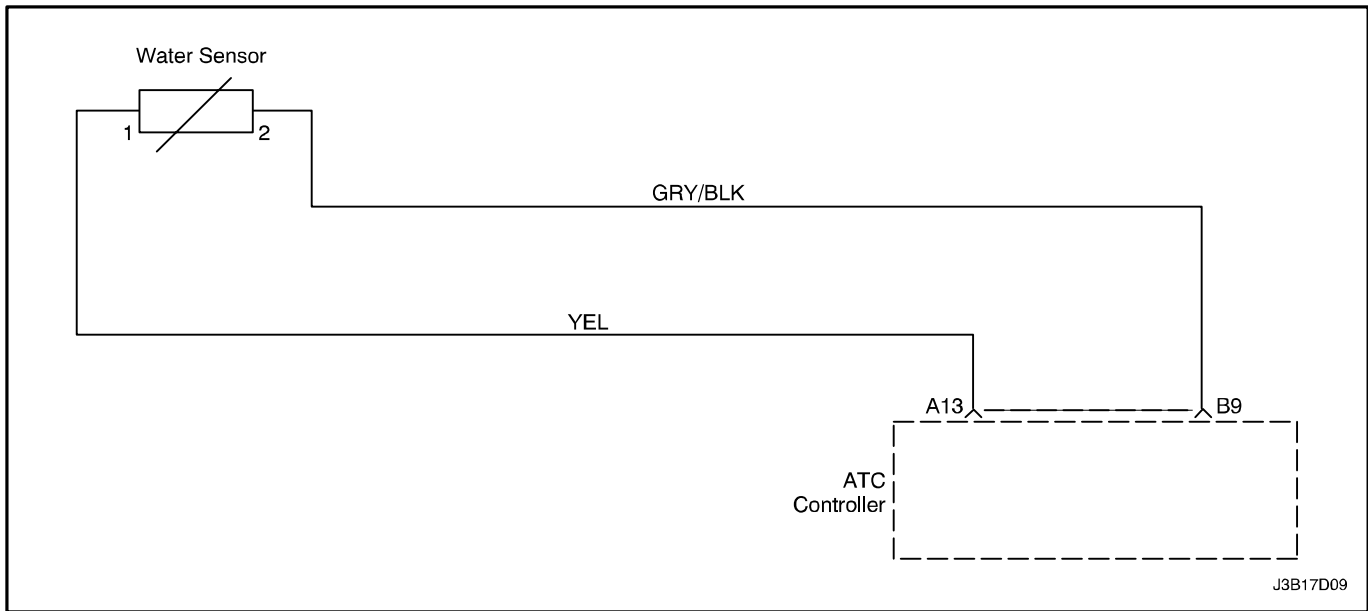 Water Sensor
1
2
GRY/BLK
YEL
A13
B9
ATC
Controller
J3B17D09